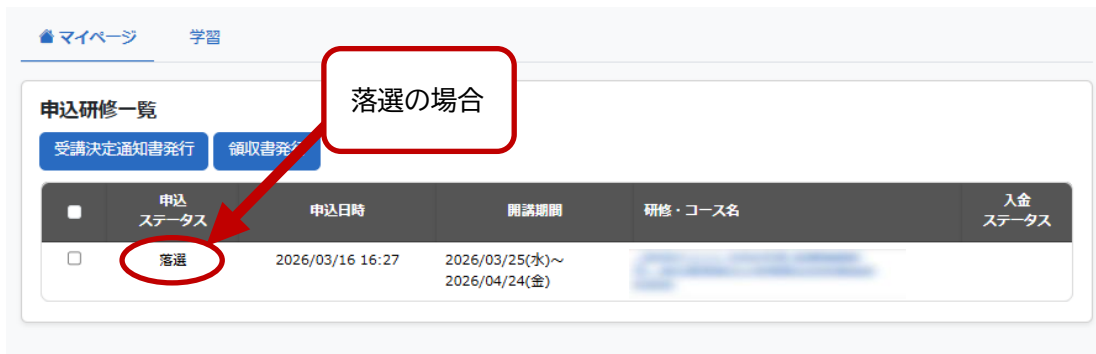 マイページ 学習
落選の場合
申込研修一覧
受講決定通知書発行 領収書発行
申込
ステータス
申込日時
開講期間
研修・コース名
入金
ステータス
落選
2026/03/16 16:27
2026/03/25(水)～
2026/04/24(金)